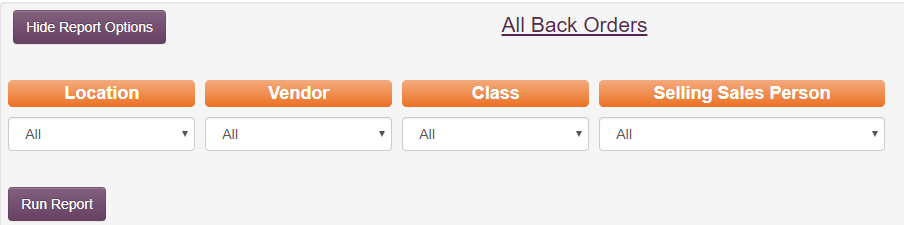 Hide Report Options
All Back Orders
Location Vendor Class Selling Sales Person
All All All All
Run Report